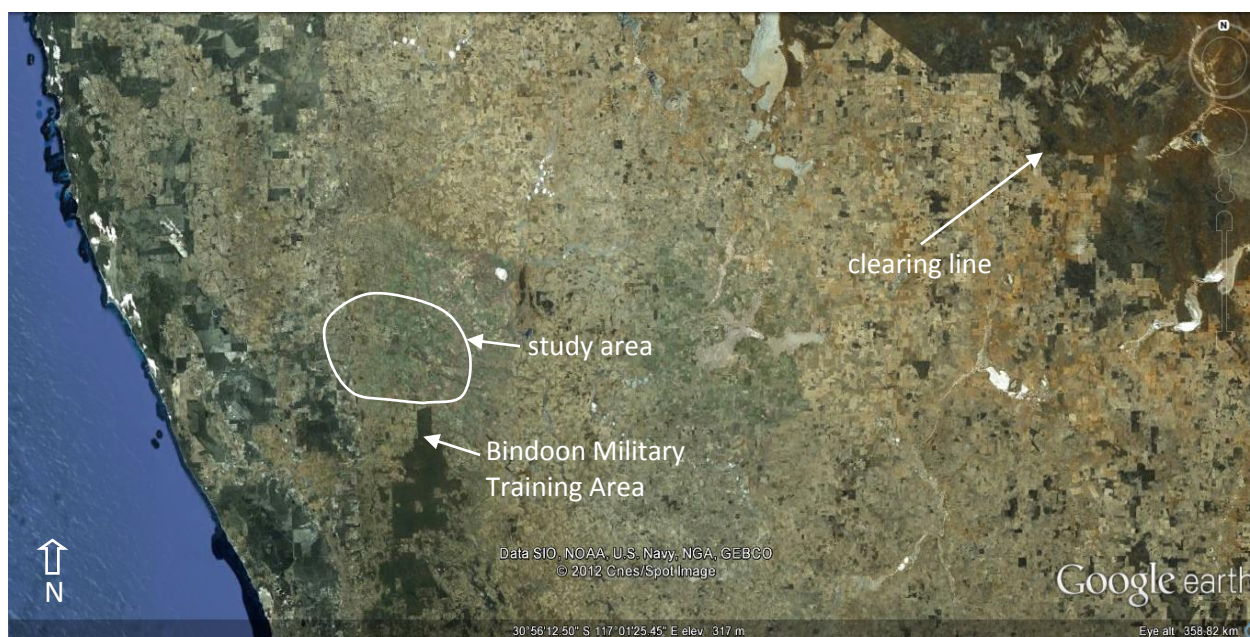 N
clearing line
study area
Bindoon Military
Training Area
Data SIO, NOAA, U.S. Navy, NGA, GEBCO
© 2012 Cnes/Spot Image
N
Google earth
30°56'12.50" S 117°01'25.45" E elev 317 m
Eye alt 358.82 km